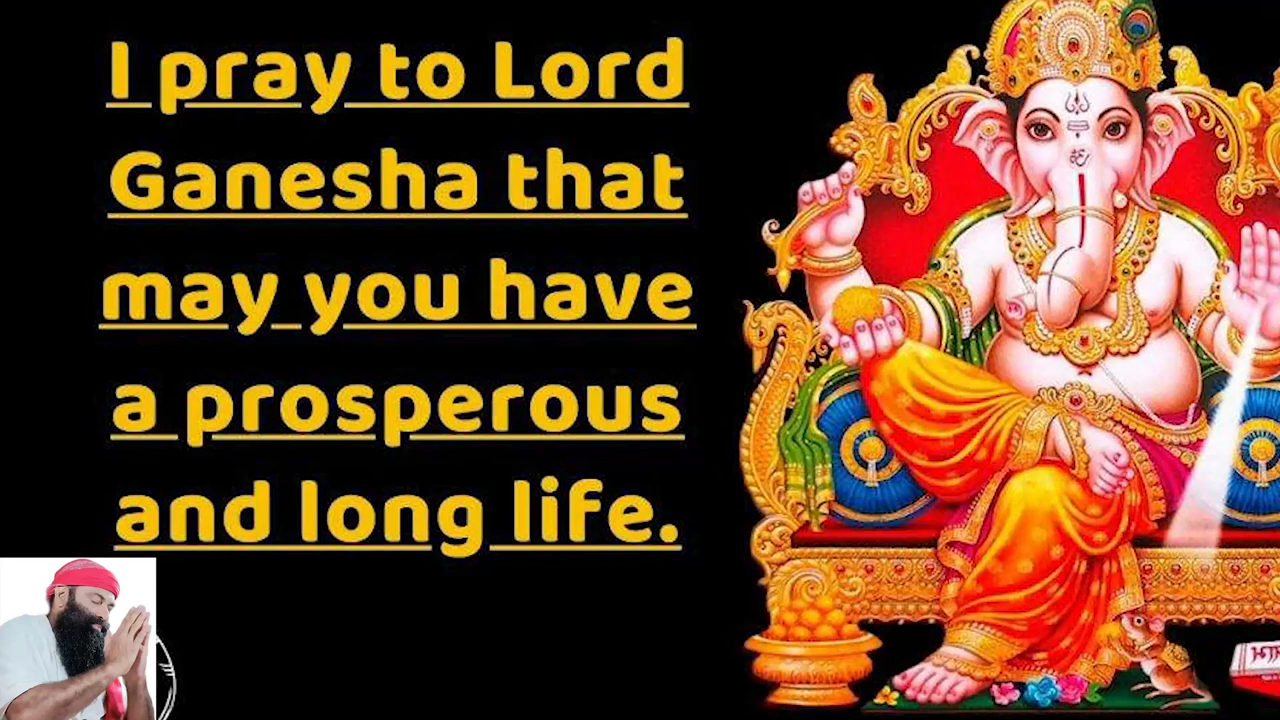 I pray to Lord
Ganesha that
may you have
a prosperous
and long life.